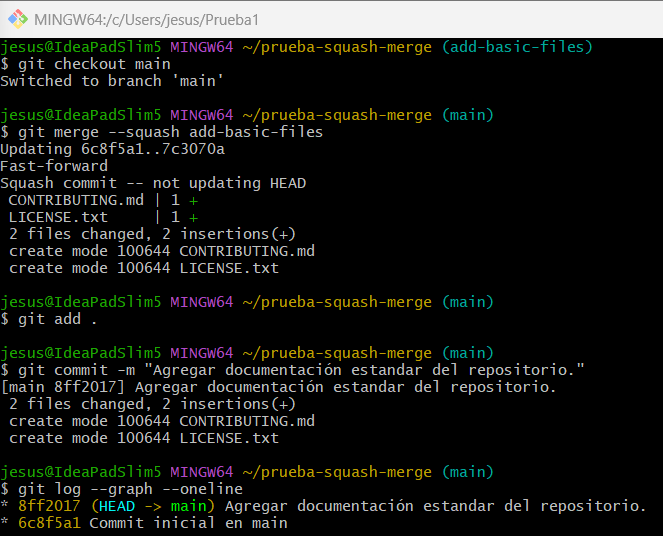 MINGW64:/c/Users/jesus/Prueba1
jesus@IdeaPadSlim5 MINGW64 ~/prueba-squash-merge (add-basic-files)
$ git checkout main
Switched to branch 'main'
jesus@IdeaPadSlim5 MINGW64 ~/prueba-squash-merge (main)
$ git merge --squash add-basic-files
Updating 6c8f5a1..7c3070a
Fast-forward
Squash commit -- not updating HEAD
 CONTRIBUTING.md | 1 +
 LICENSE.txt     | 1 +
 2 files changed, 2 insertions(+)
 create mode 100644 CONTRIBUTING.md
 create mode 100644 LICENSE.txt
jesus@IdeaPadSlim5 MINGW64 ~/prueba-squash-merge (main)
$ git add .
jesus@IdeaPadSlim5 MINGW64 ~/prueba-squash-merge (main)
$ git commit -m "Agregar documentación estandar del repositorio."
[main 8ff2017] Agregar documentación estandar del repositorio.
 2 files changed, 2 insertions(+)
 create mode 100644 CONTRIBUTING.md
 create mode 100644 LICENSE.txt
jesus@IdeaPadSlim5 MINGW64 ~/prueba-squash-merge (main)
$ git log --graph --oneline
* 8ff2017 (HEAD -> main) Agregar documentación estandar del repositorio.
* 6c8f5a1 Commit inicial en main